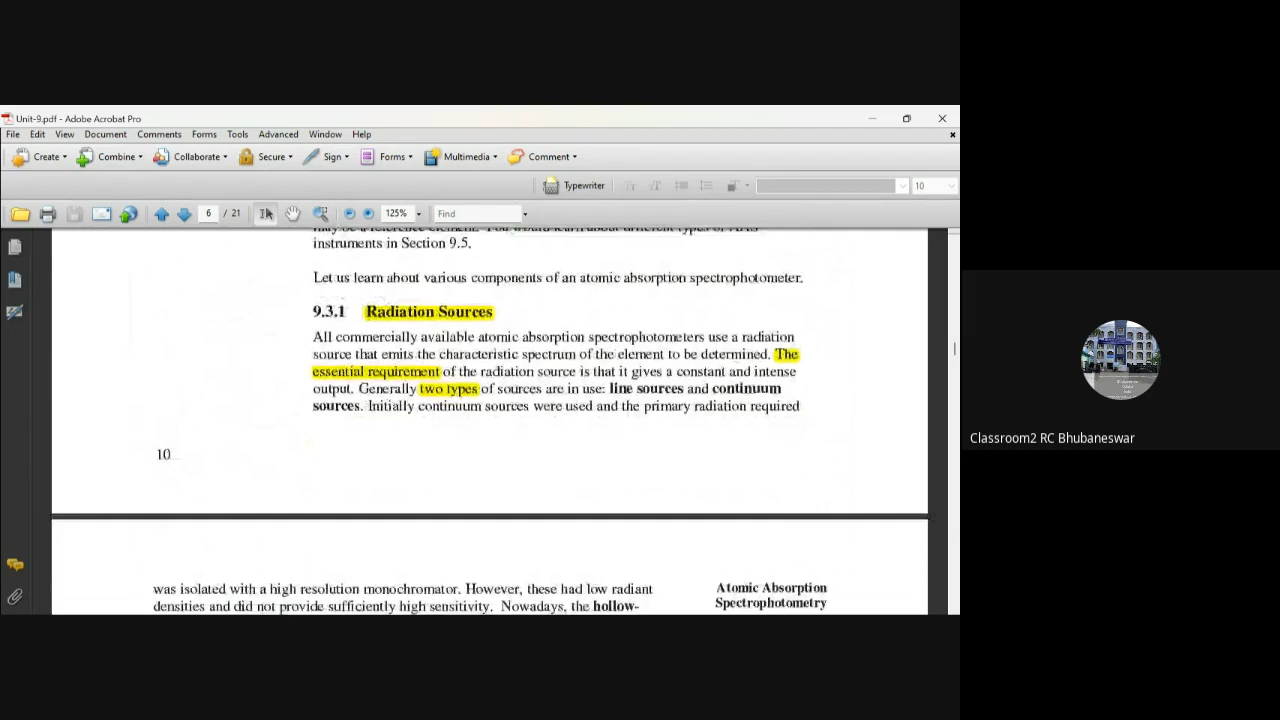 Unit-9.pdf - Adobe Acrobat Pro
File Edit View Document Comments Forms Tools Advanced Window Help
Create Combine Collaborate Secure Sign Forms Multimedia Comment
Typewriter 10
6 / 21 125% Find
instruments in Section 9.5.
Let us learn about various components of an atomic absorption spectrophotometer.
9.3.1 Radiation Sources
All commercially available atomic absorption spectrophotometers use a radiation
source that emits the characteristic spectrum of the element to be determined. The
essential requirement of the radiation source is that it gives a constant and intense
output. Generally two types of sources are in use: line sources and continuum
sources. Initially continuum sources were used and the primary radiation required
10
was isolated with a high resolution monochromator. However, these had low radiant
densities and did not provide sufficiently high sensitivity. Nowadays, the hollow-
Atomic Absorption
Spectrophotometry
Classroom2 RC Bhubaneswar